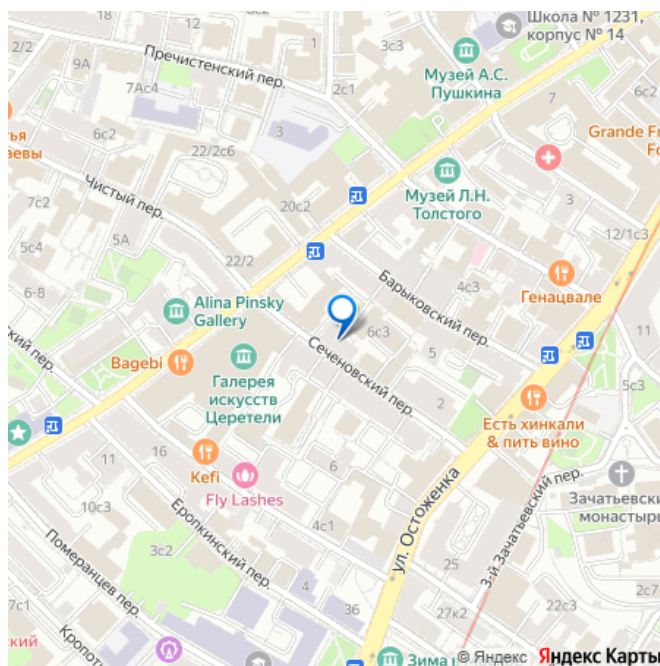 Школа № 1231,
корпус № 14
18
2/2
9А
Пречистенский пер.
1
3с3
Музей А.С.
Пушкина
7Ас4
2с1
7
6с2
6с2
3
Grande Fr
Fo
22/2с6
Чистый пер.
7с2
20с2
Музей Л.Н.
Толстого
3
12/1с3
5А
5с4
22/2
6-8
Барыковский пер.
4с3
Генацвале
11
Alina Pinsky
Gallery
6с3
5
Bagebi
Сеченовский пер.
Галерея
искусств
Церетели
2
5с3
Есть хинкали
& пить вино
16
11
Kefi
6
Fly Lashes
ул. Остоженка
3-й Зачатьевский пер.
Зачатьевски
монастырь
10с3
4с1
Еропкинский пер.
3с2
Померанцев пер.
25
2с7
7с1
4
36
27к2
22с3
Кропот
© Яндекс Яндекс Карты